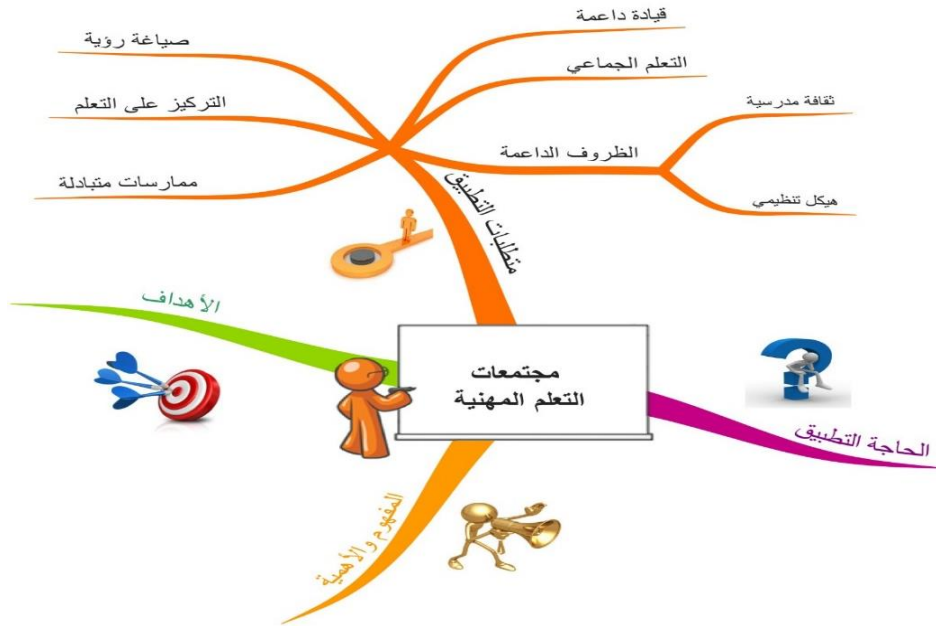 قيادة داعمة
صياغة رؤية
التعلم الجماعي
التركيز على التعلم
ثقافة مدرسية
الظروف الداعمة
ممارسات متبادلة
هيكل تنظيمي
متطلبات التطبيق
الأهداف
مجتمعات
التعلم المهنية
الحاجة التطبيق
المفهوم والأهمية